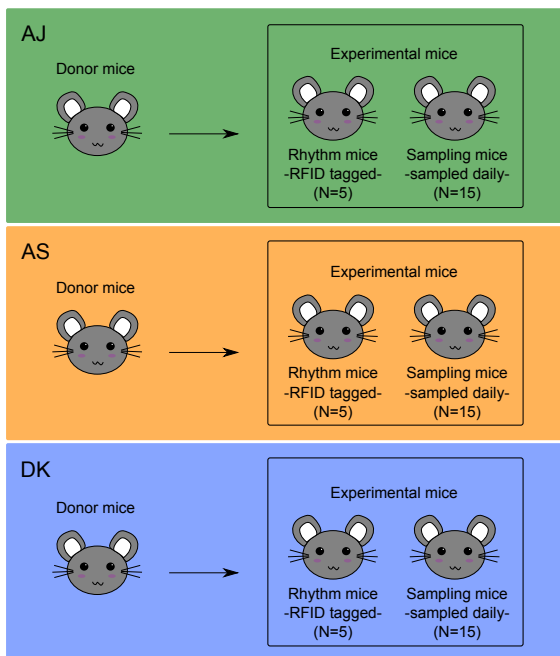 AJ
Donor mice
Experimental mice
Rhythm mice
-RFID tagged-
(N=5)
Sampling mice
-sampled daily-
(N=15)
AS
Donor mice
Experimental mice
Rhythm mice
-RFID tagged-
(N=5)
Sampling mice
-sampled daily-
(N=15)
DK
Donor mice
Experimental mice
Rhythm mice
-RFID tagged-
(N=5)
Sampling mice
-sampled daily-
(N=15)